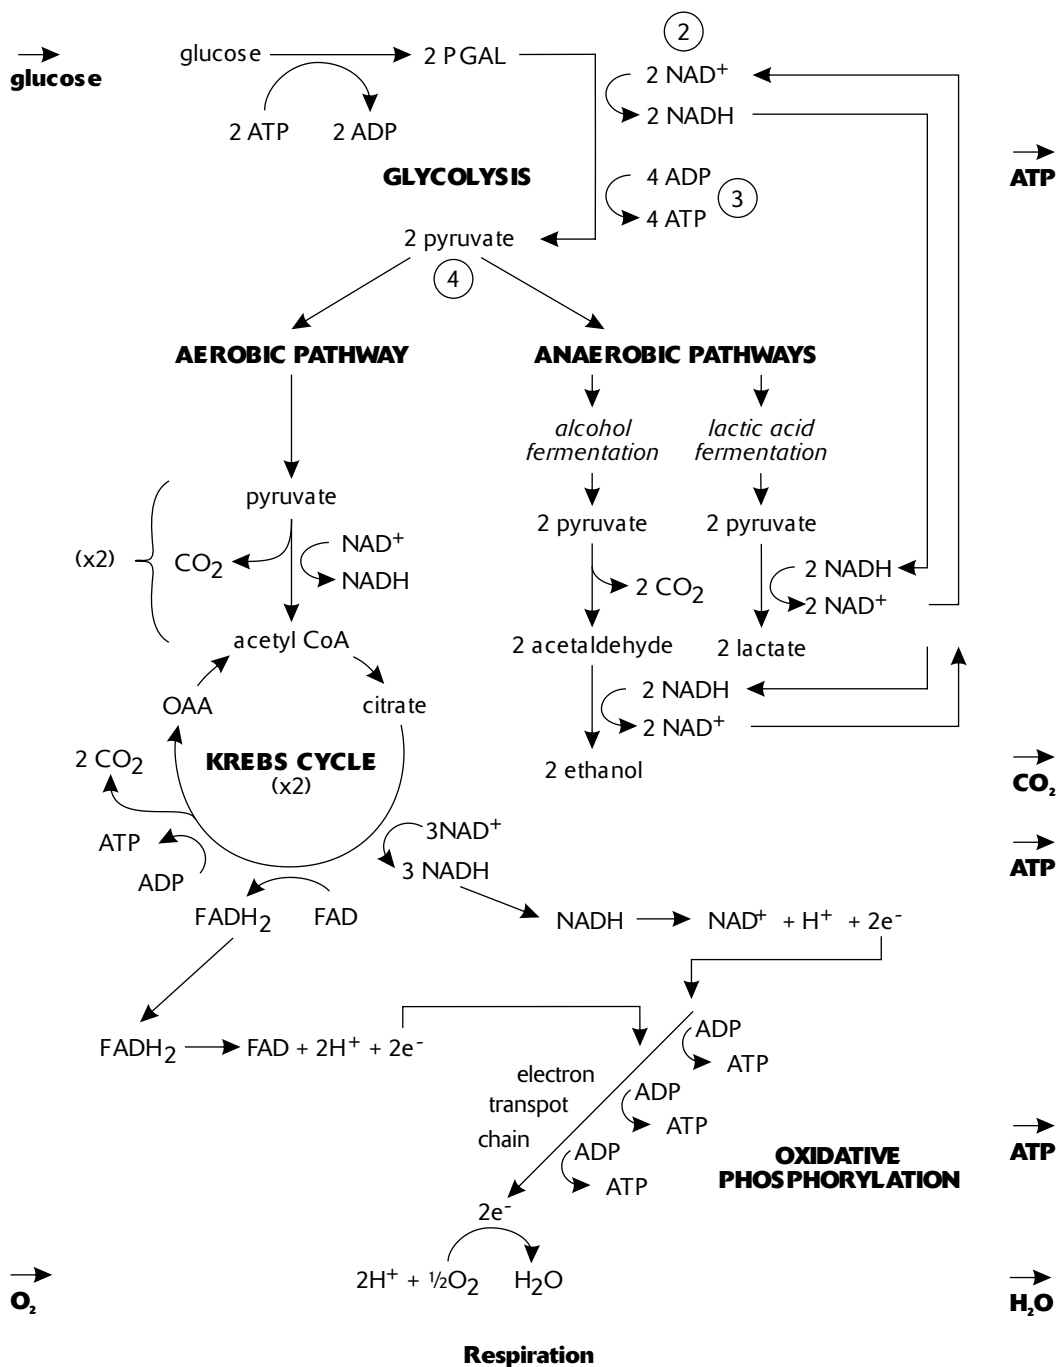 2
glucose
glucose
2 PGAL
2 NAD⁺
2 NADH
2 ATP
2 ADP
GLYCOLYSIS
4 ADP
4 ATP
3
ATP
2 pyruvate
4
AEROBIC PATHWAY
ANAEROBIC PATHWAYS
alcohol
fermentation
lactic acid
fermentation
pyruvate
2 pyruvate
2 pyruvate
(x2)
CO₂
NAD⁺
NADH
2 CO₂
2 NADH
2 NAD⁺
acetyl CoA
2 acetaldehyde
2 lactate
OAA
citrate
2 NADH
2 NAD⁺
2 CO₂
KREBS CYCLE
(x2)
2 ethanol
CO₂
ATP
ADP
3NAD⁺
3 NADH
ATP
FADH₂
FAD
NADH
NAD⁺ + H⁺ + 2e⁻
FADH₂
FAD + 2H⁺ + 2e⁻
ADP
ATP
electron
transpot
chain
ADP
ATP
ADP
ATP
OXIDATIVE
PHOSPHORYLATION
ATP
2e⁻
2H⁺ + ½O₂
H₂O
O₂
H₂O
Respiration